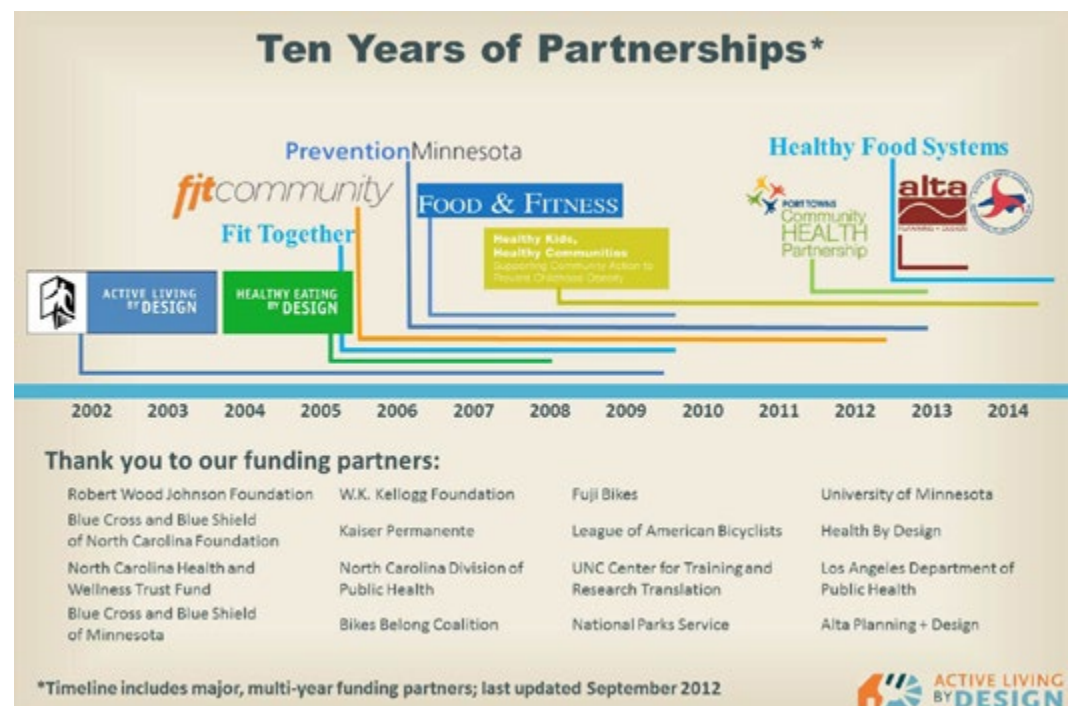 Ten Years of Partnerships*
PreventionMinnesota
Healthy Food Systems
fitcommunity
FOOD & FITNESS
alta
PLANNING + DESIGN
PORT TOWNS
Community
HEALTH
Partnership
Fit Together
Healthy Kids,
Healthy Communities
Supporting Community Action to
Prevent Childhood Obesity
ACTIVE LIVING
BY DESIGN
HEALTHY EATING
BY DESIGN
2002 2003 2004 2005 2006 2007 2008 2009 2010 2011 2012 2013 2014
Thank you to our funding partners:
Robert Wood Johnson Foundation
Blue Cross and Blue Shield
of North Carolina Foundation
North Carolina Health and
Wellness Trust Fund
Blue Cross and Blue Shield
of Minnesota
W.K. Kellogg Foundation
Kaiser Permanente
North Carolina Division of
Public Health
Bikes Belong Coalition
Fuji Bikes
League of American Bicyclists
UNC Center for Training and
Research Translation
National Parks Service
University of Minnesota
Health By Design
Los Angeles Department of
Public Health
Alta Planning + Design
*Timeline includes major, multi-year funding partners; last updated September 2012
ACTIVE LIVING
BY DESIGN